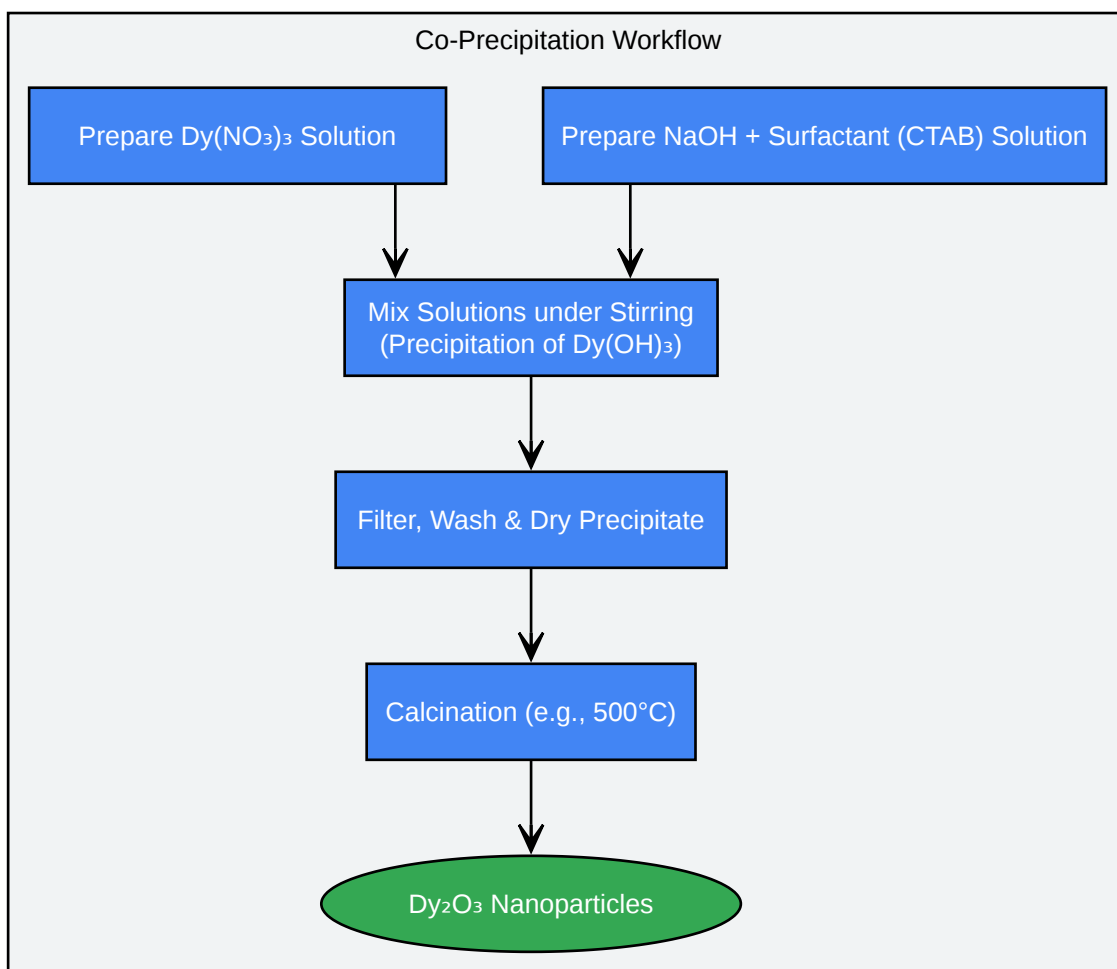 Co-Precipitation Workflow
Prepare Dy(NO₃)₃ Solution
Prepare NaOH + Surfactant (CTAB) Solution
Mix Solutions under Stirring
(Precipitation of Dy(OH)₃)
Filter, Wash & Dry Precipitate
Calcination (e.g., 500°C)
Dy₂O₃ Nanoparticles